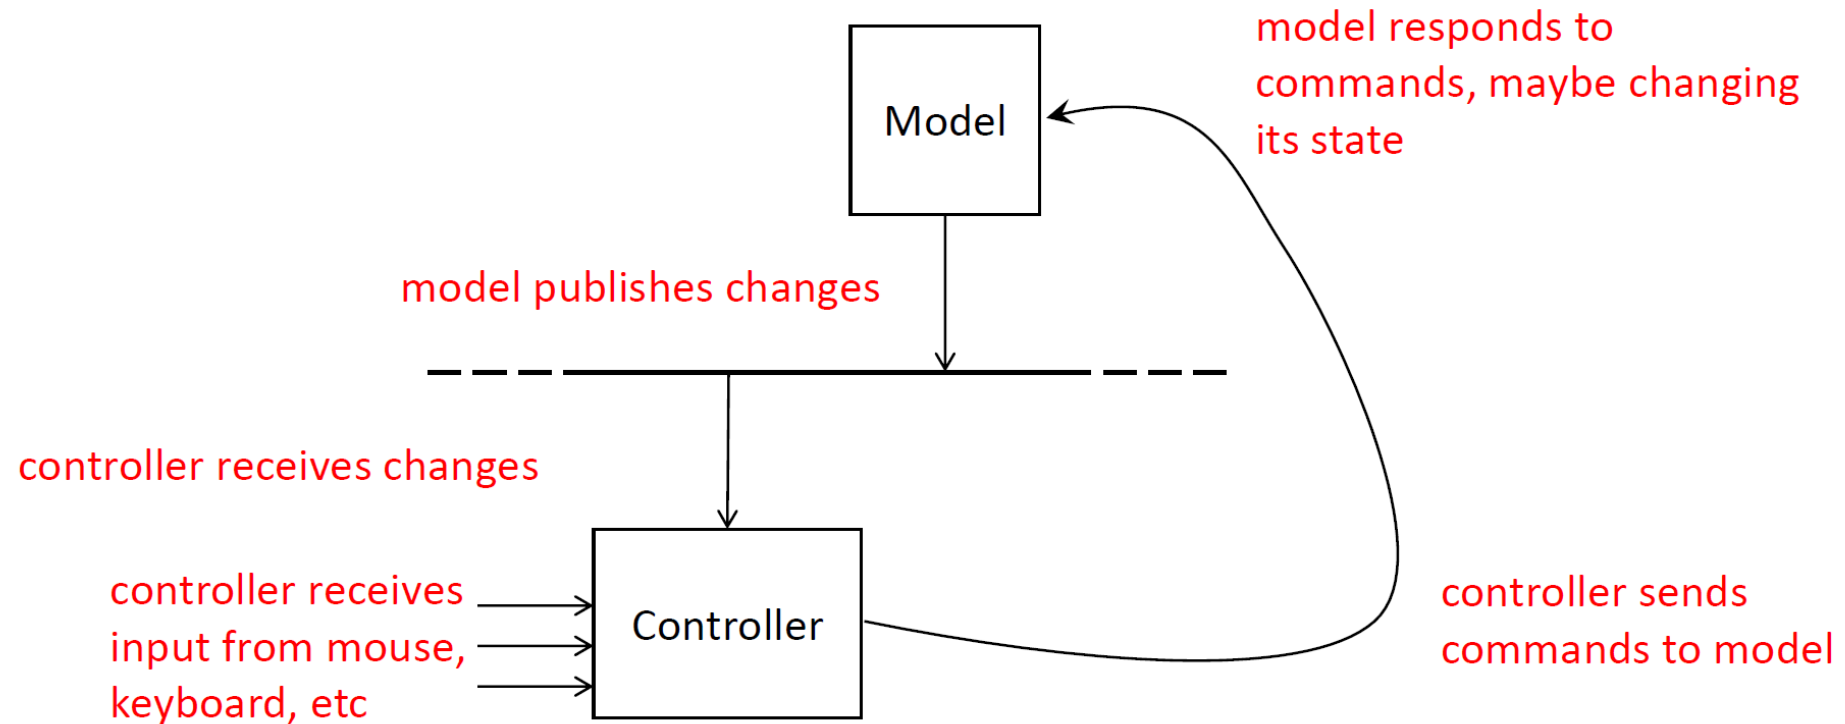 model responds to
commands, maybe changing
its state
Model
model publishes changes
controller receives changes
controller receives
input from mouse,
keyboard, etc
Controller
controller sends
commands to model